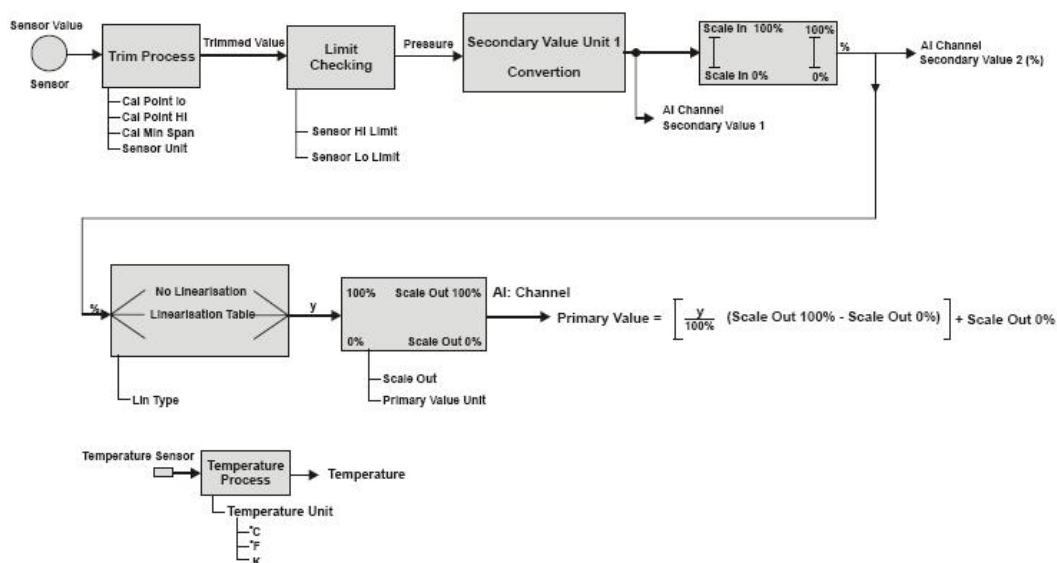 Sensor Value
Sensor
Trim Process
Cal Point lo
Cal Point HI
Cal Min Span
Sensor Unit
Trimmed Value
Limit
Checking
Sensor HI Limit
Sensor Lo Limit
Pressure
Secondary Value Unit 1
Convertion
AI Channel
Secondary Value 1
Scale In 100%
100%
Scale In 0%
0%
%
AI Channel
Secondary Value 2 (%)
%
No Linearisation
Linearisation Table
Lin Type
y
100% Scale Out 100%
0% Scale Out 0%
Scale Out
Primary Value Unit
AI: Channel
Primary Value = [ y / 100% (Scale Out 100% - Scale Out 0%) ] + Scale Out 0%
Temperature Sensor
Temperature
Process
Temperature
Temperature Unit
°C
°F
K